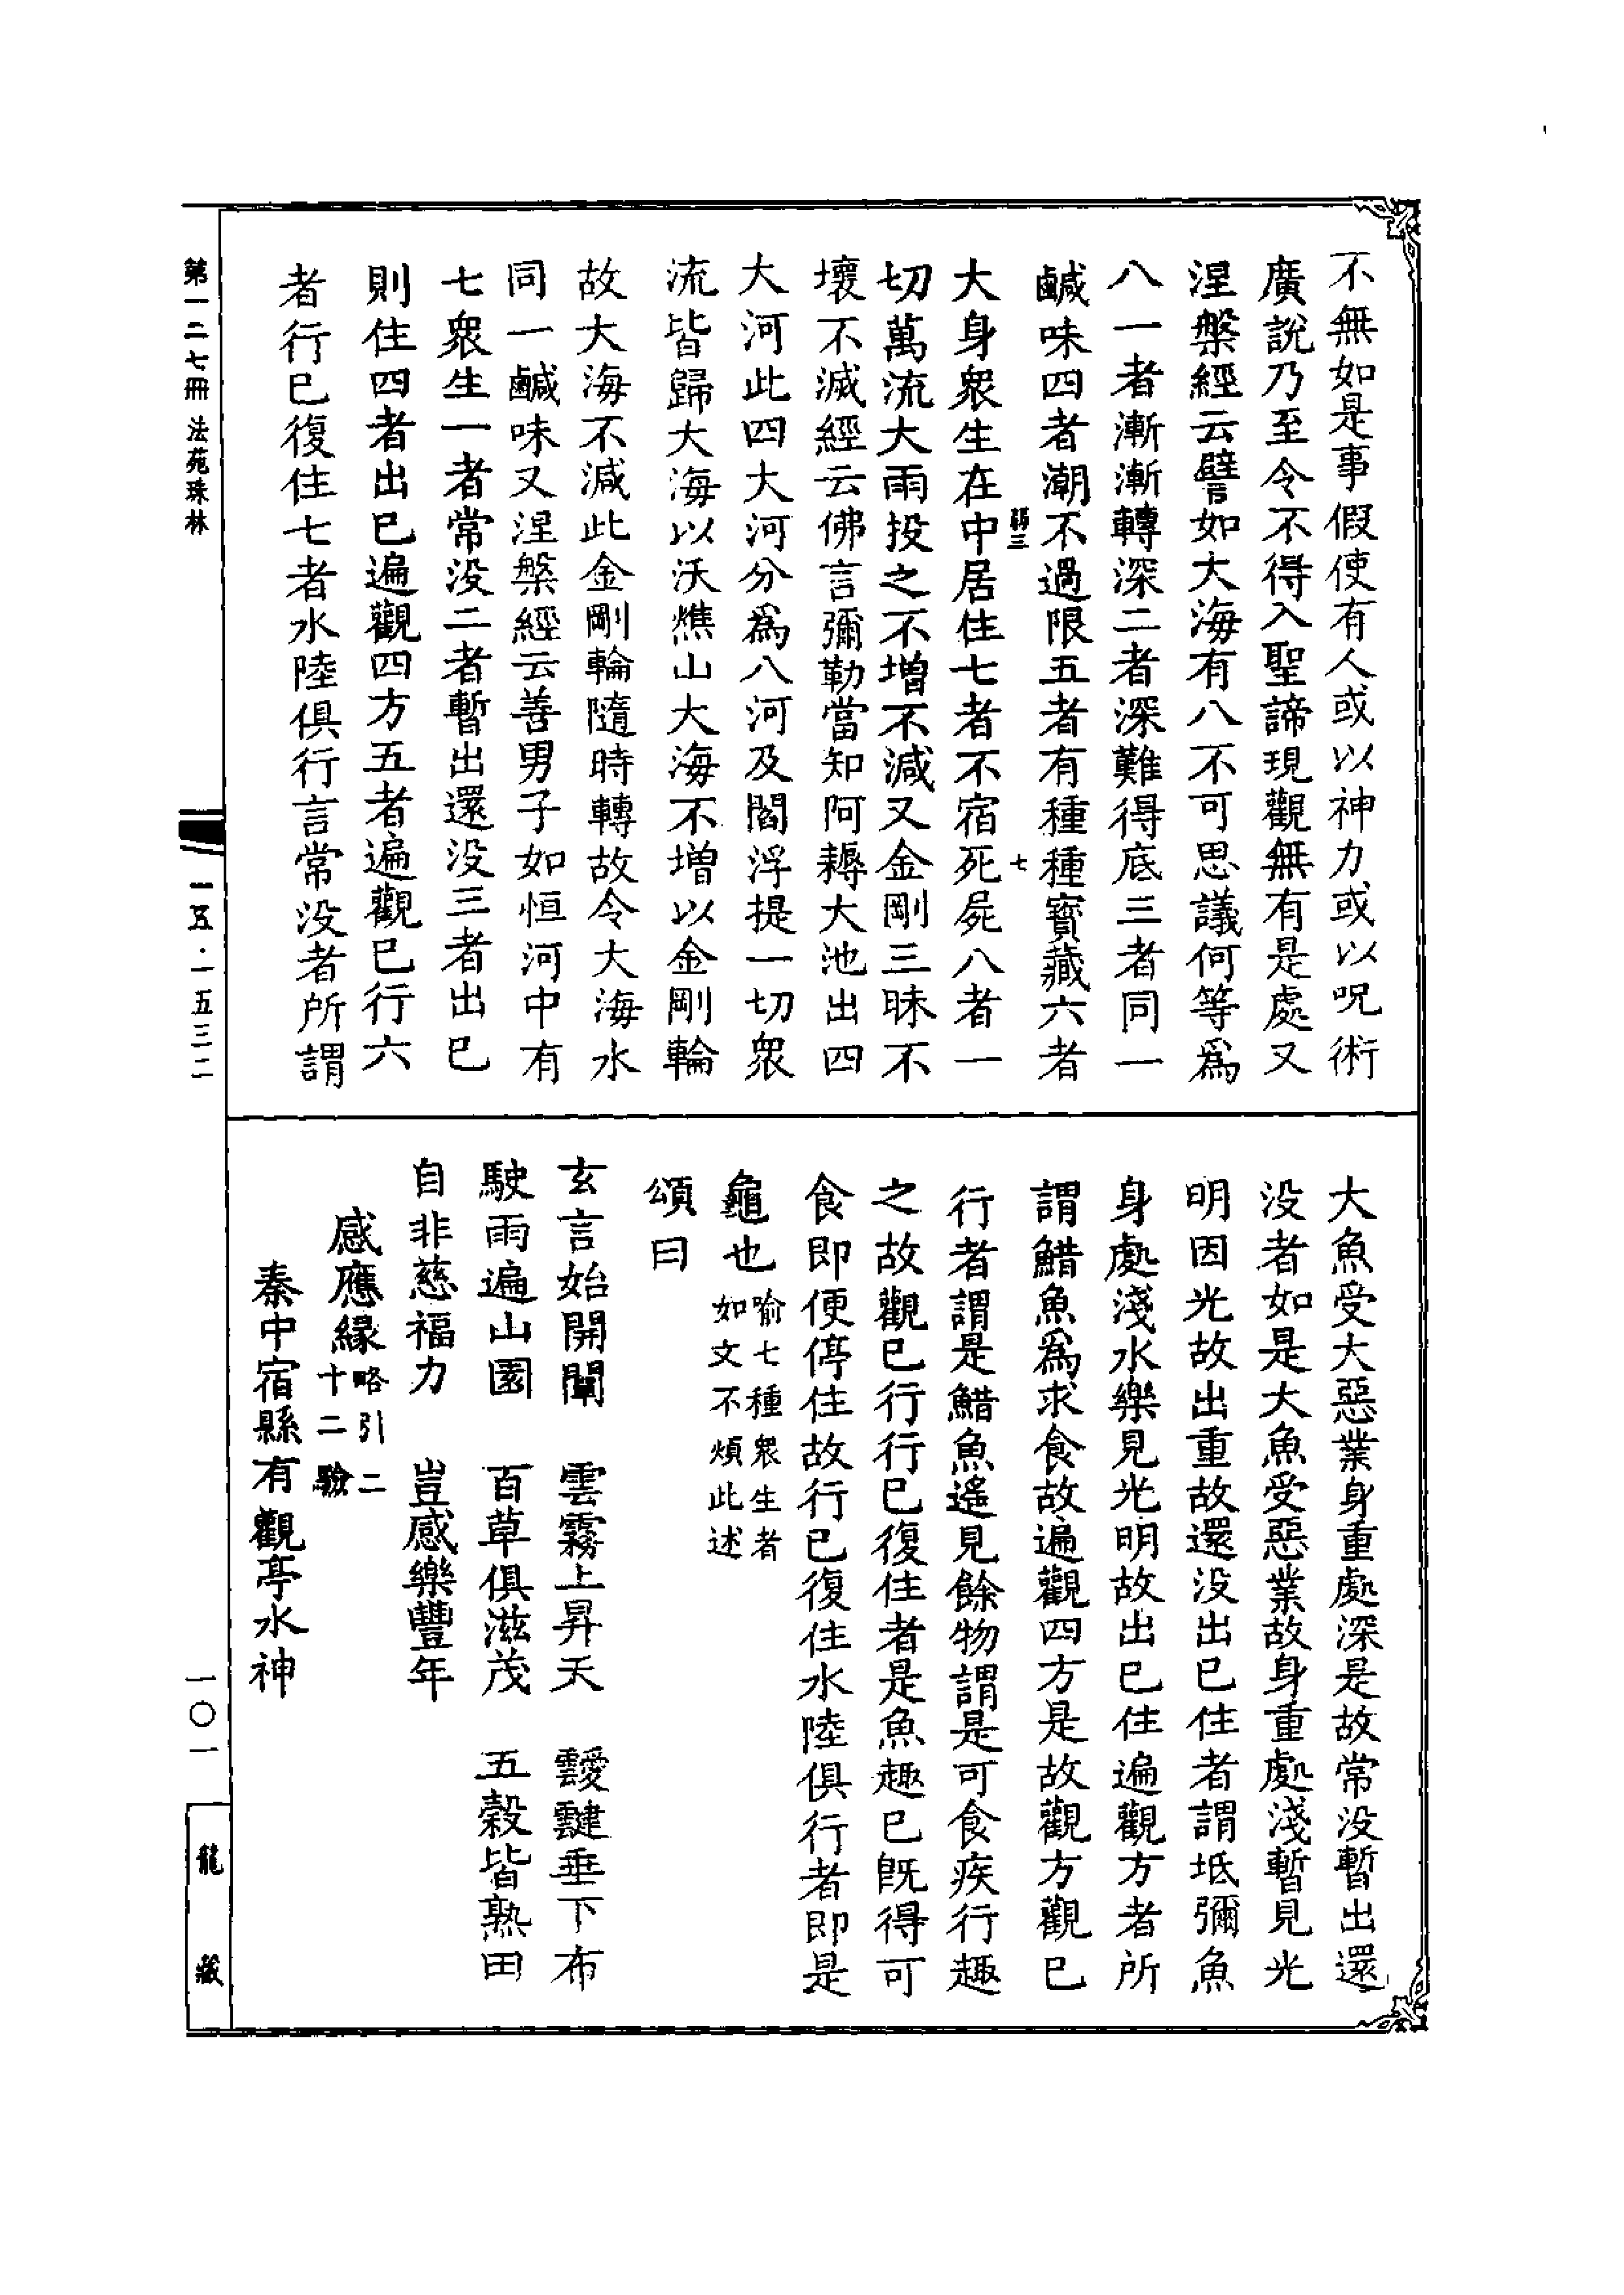 不無如是事假使有人或以神力或以呪術
廣說乃至令不得入聖諦現觀無有是處又
涅槃經云譬如大海有八不可思議何等爲
八一者漸漸轉深二者深難得底三者同一
鹹味四者潮不過限五者有種種寶藏六者
大身衆生在中居住七者不宿死屍八者一
切萬流大雨投之不增不減又金剛三昧不
壞不滅經云佛言彌勒當知阿耨大池出四
大河此四大河分爲八河及閻浮提一切衆
流皆歸大海以沃燋山大海不增以金剛輪
故大海不減此金剛輪隨時轉故令大海水
同一鹹味又涅槃經云善男子如恒河中有
七衆生一者常没二者暫出還没三者出已
則住四者出已遍觀四方五者遍觀已行六
者行已復住七者水陸俱行言常没者所謂
大魚受大惡業身重處深是故常没暫出還
没者如是大魚受惡業故身重處淺暫見光
明因光故出重故還没出已住者謂坻彌魚
身處淺水樂見光明故出已住遍觀方者所
謂䱜魚爲求食故遍觀四方是故觀方觀已
行者謂是䱜魚遙見餘物謂是可食疾行趣
之故觀已行行已復住者是魚趣已既得可
食即便停住故行已復住水陸俱行者即是
龜也喻七種衆生者
如文不煩此述
頌曰
玄言始開闡 雲霧上昇天 靉靆垂下布
駛雨遍山園 百草俱滋茂 五穀皆熟田
自非慈福力 豈感樂豐年
感應緣略引二
十二驗
秦中宿縣有觀亭水神
第一二七冊 法苑珠林
一一五·一五三二
一〇一
龍藏
七